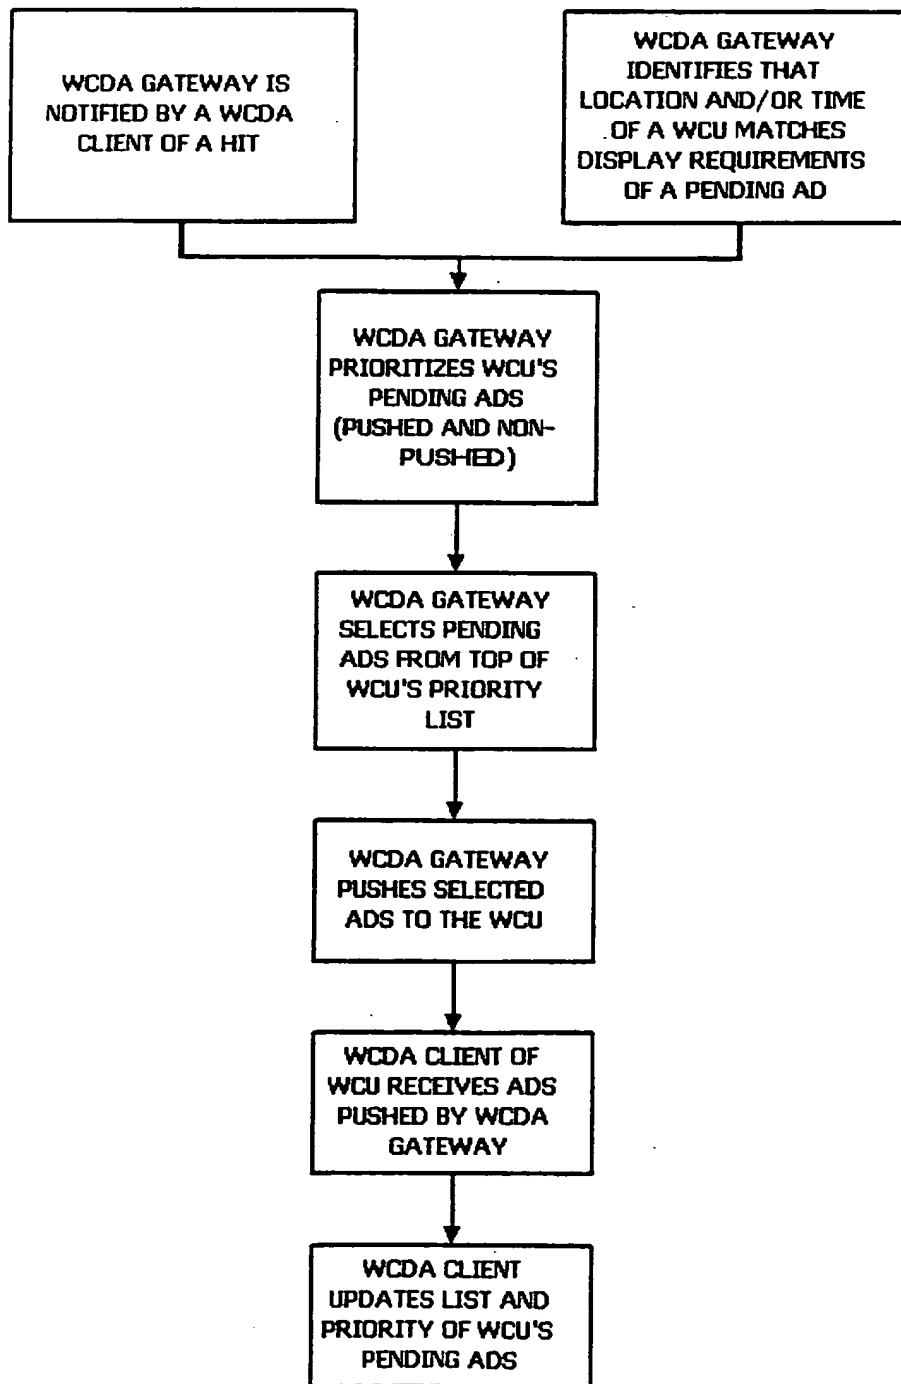 WCDA GATEWAY IS
NOTIFIED BY A WCDA
CLIENT OF A HIT
WCDA GATEWAY
IDENTIFIES THAT
LOCATION AND/OR TIME
OF A WCU MATCHES
DISPLAY REQUIREMENTS
OF A PENDING AD
WCDA GATEWAY
PRIORITIZES WCU'S
PENDING ADS
(PUSHED AND NON-
PUSHED)
WCDA GATEWAY
SELECTS PENDING
ADS FROM TOP OF
WCU'S PRIORITY
LIST
WCDA GATEWAY
PUSHES SELECTED
ADS TO THE WCU
WCDA CLIENT OF
WCU RECEIVES ADS
PUSHED BY WCDA
GATEWAY
WCDA CLIENT
UPDATES LIST AND
PRIORITY OF WCU'S
PENDING ADS